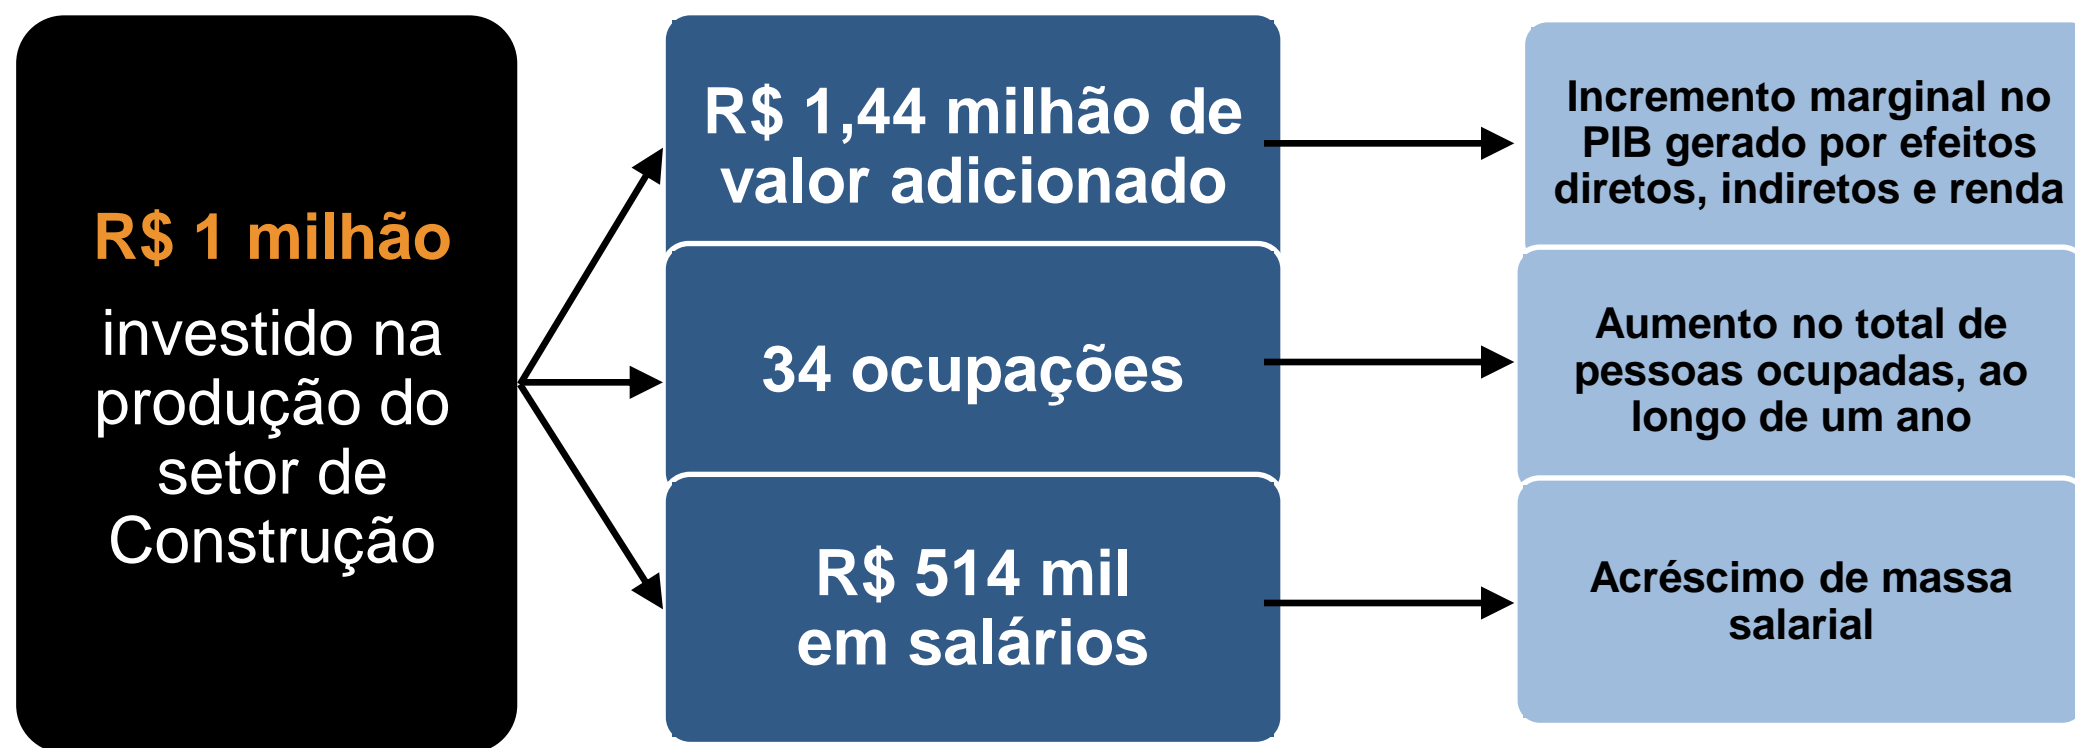 R$ 1 milhão
investido na
produção do
setor de
Construção
R$ 1,44 milhão de
valor adicionado
34 ocupações
R$ 514 mil
em salários
Incremento marginal no
PIB gerado por efeitos
diretos, indiretos e renda
Aumento no total de
pessoas ocupadas, ao
longo de um ano
Acréscimo de massa
salarial